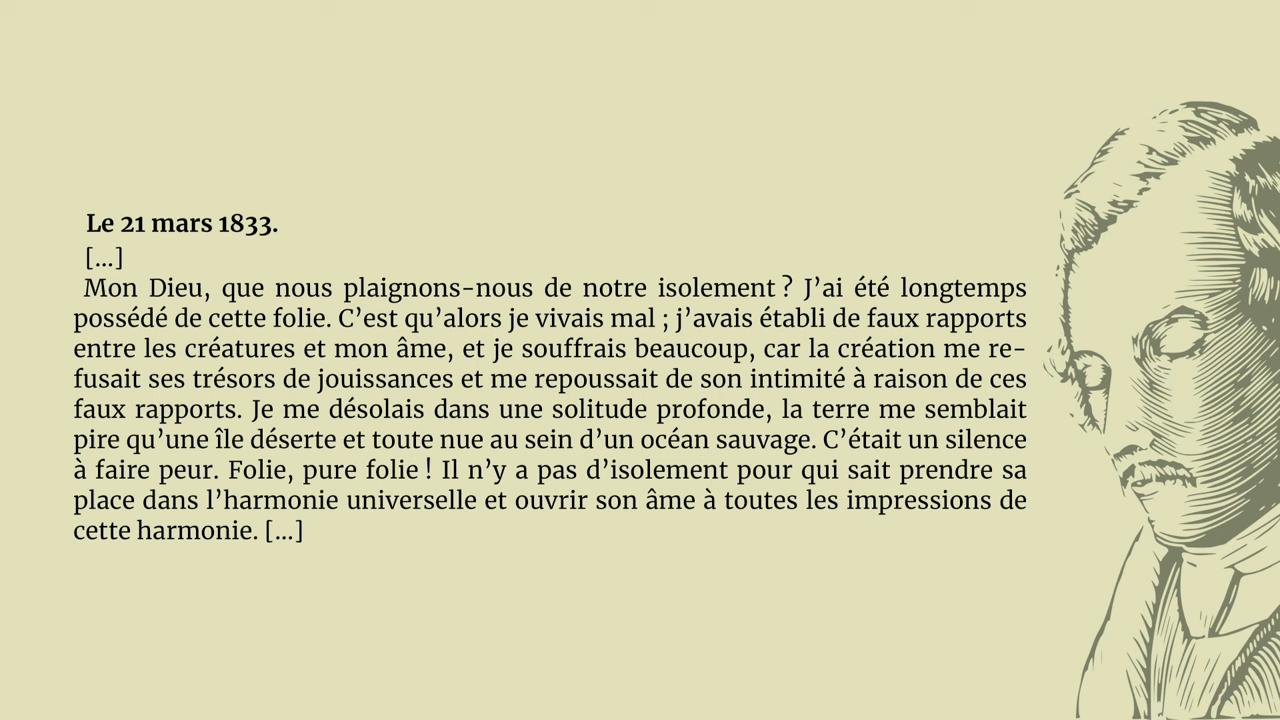 Le 21 mars 1833.
[...]
Mon Dieu, que nous plaignons-nous de notre isolement ? J’ai été longtemps
possédé de cette folie. C’est qu’alors je vivais mal ; j’avais établi de faux rapports
entre les créatures et mon âme, et je souffrais beaucoup, car la création me re-
fusait ses trésors de jouissances et me repoussait de son intimité à raison de ces
faux rapports. Je me désolais dans une solitude profonde, la terre me semblait
pire qu’une île déserte et toute nue au sein d’un océan sauvage. C’était un silence
à faire peur. Folie, pure folie ! Il n’y a pas d’isolement pour qui sait prendre sa
place dans l’harmonie universelle et ouvrir son âme à toutes les impressions de
cette harmonie. [...]